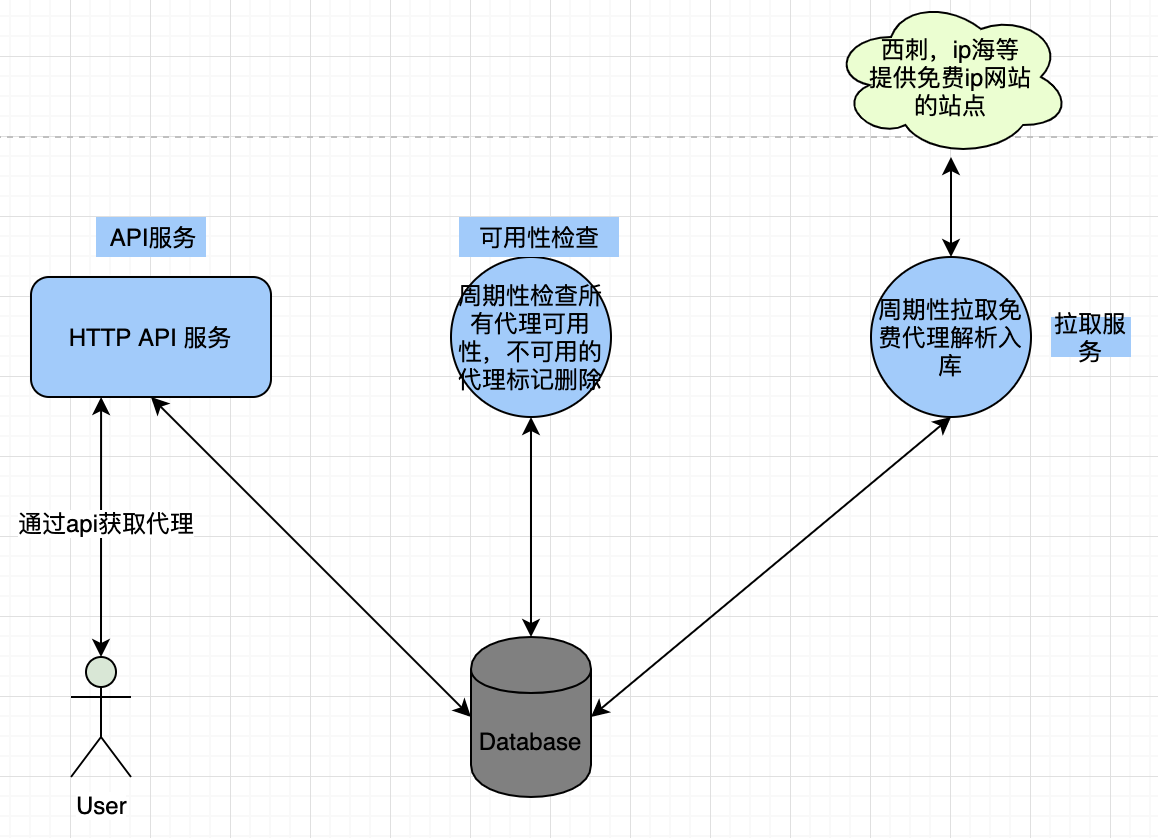 西刺，ip海等
提供免费ip网站
的站点
API服务
可用性检查
HTTP API 服务
周期性检查所
有代理可用
性，不可用的
代理标记删除
周期性拉取免
费代理解析入
库
拉取服
务
通过api获取代理
Database
User